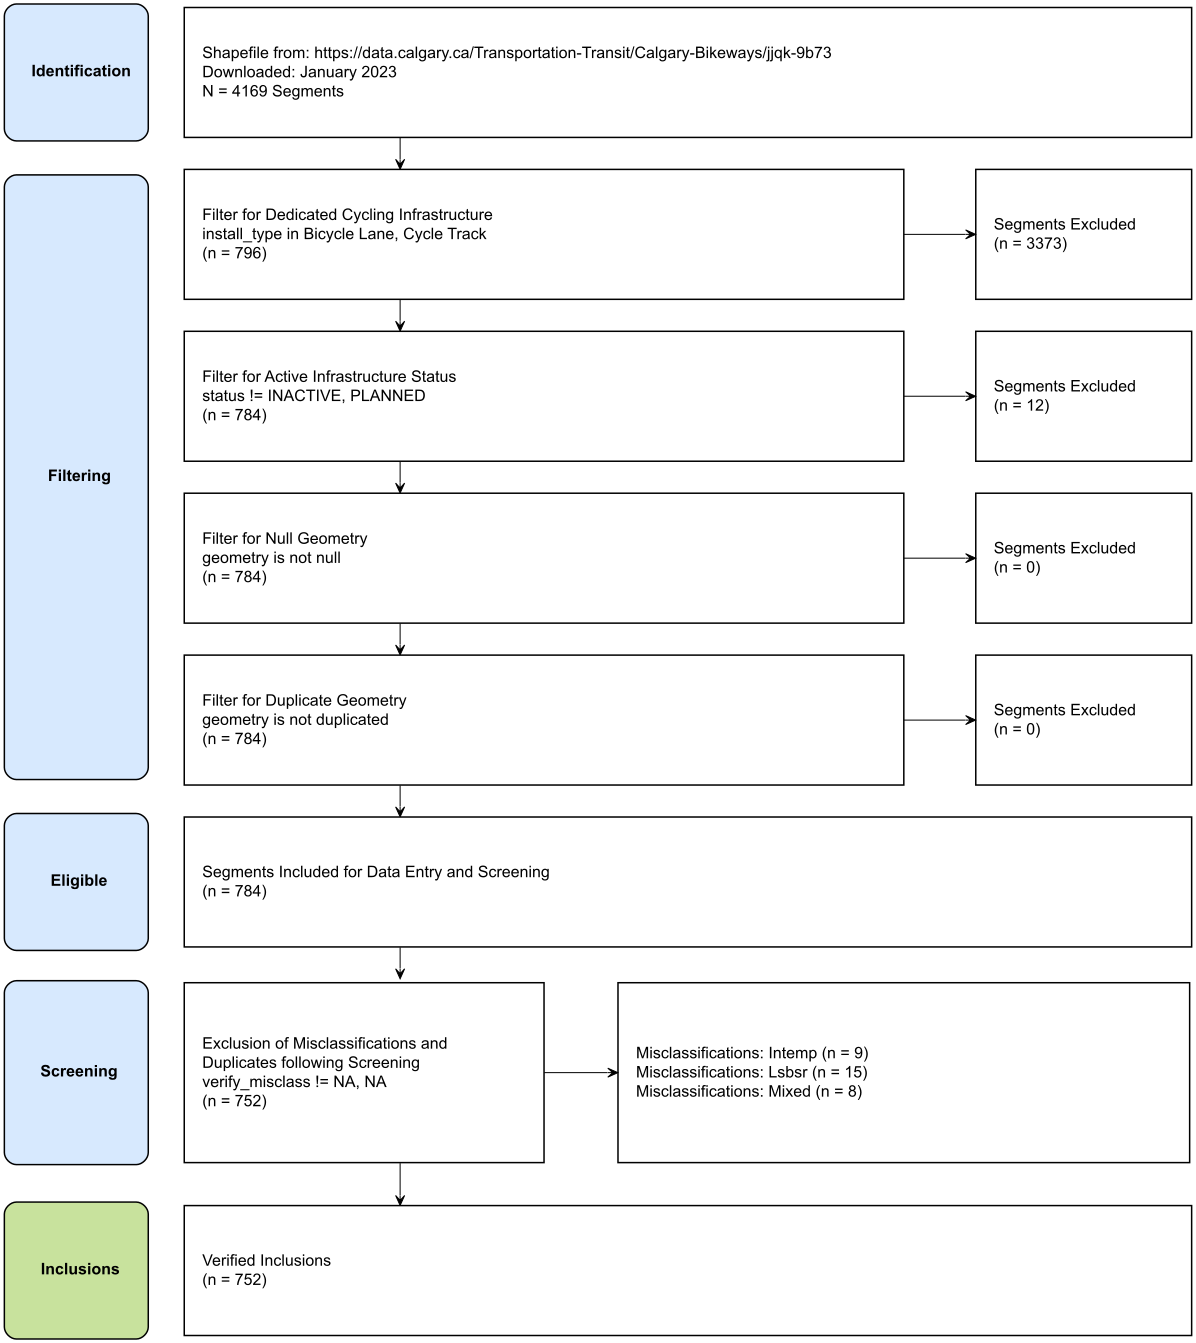 Identification
Shapefile from: https://data.calgary.ca/Transportation-Transit/Calgary-Bikeways/jjqk-9b73
Downloaded: January 2023
N = 4169 Segments
Filtering
Filter for Dedicated Cycling Infrastructure
install_type in Bicycle Lane, Cycle Track
(n = 796)
Segments Excluded
(n = 3373)
Filter for Active Infrastructure Status
status != INACTIVE, PLANNED
(n = 784)
Segments Excluded
(n = 12)
Filter for Null Geometry
geometry is not null
(n = 784)
Segments Excluded
(n = 0)
Filter for Duplicate Geometry
geometry is not duplicated
(n = 784)
Segments Excluded
(n = 0)
Eligible
Segments Included for Data Entry and Screening
(n = 784)
Screening
Exclusion of Misclassifications and
Duplicates following Screening
verify_misclass != NA, NA
(n = 752)
Misclassifications: Intemp (n = 9)
Misclassifications: Lsbsr (n = 15)
Misclassifications: Mixed (n = 8)
Inclusions
Verified Inclusions
(n = 752)